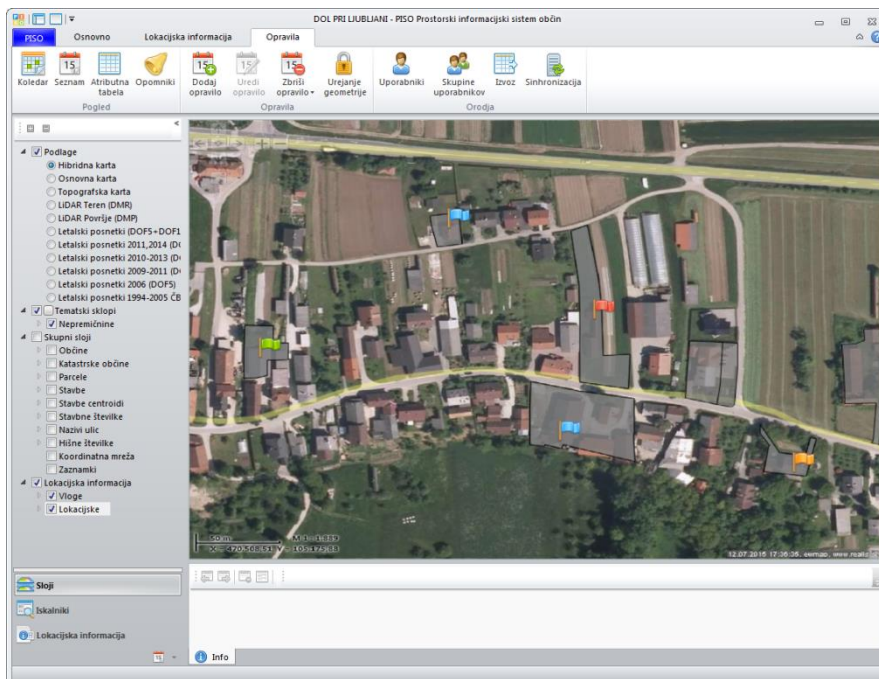 DOL PRI LJUBLJANI - PISO Prostorski informacijski sistem občin
PISO
Osnovno
Lokacijska informacija
Opravila
Koledar
Seznam
Atributna tabela
Opomniki
Dodaj opravilo
Uredi opravilo
Zbriši opravilo
Urejanje geometrije
Uporabniki
Skupine uporabnikov
Izvoz
Sinhronizacija
Pogled
Opravila
Orodja
Podlage
Hibridna karta
Osnovna karta
Topografska karta
LiDAR Teren (DMR)
LiDAR Površje (DMP)
Letalski posnetki (DOF5+DOF1
Letalski posnetki 2011,2014 (D
Letalski posnetki 2010-2013 (D
Letalski posnetki 2009-2011 (D
Letalski posnetki 2006 (DOF5)
Letalski posnetki 1994-2005 ČB
Tematski sklopi
Nepremičnine
Skupni sloji
Občine
Katastrske občine
Parcele
Stavbe
Stavbe centroidi
Stavbne številke
Nazivi ulic
Hišne številke
Koordinatna mreža
Zaznamki
Lokacijska informacija
Vloge
Lokacijske
50 m
Sloji
Iskalniki
Lokacijska informacija
Info